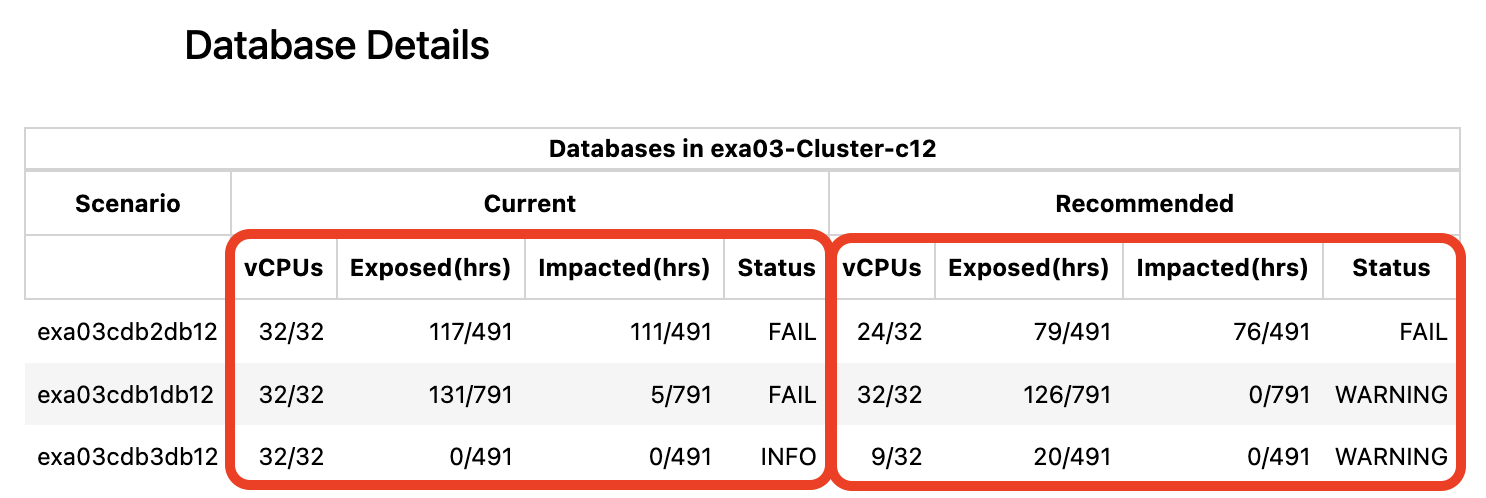 Database Details
Databases in exa03-Cluster-c12
Scenario Current Recommended
vCPUs Exposed(hrs) Impacted(hrs) Status vCPUs Exposed(hrs) Impacted(hrs) Status
exa03cdb2db12 32/32 117/491 111/491 FAIL 24/32 79/491 76/491 FAIL
exa03cdb1db12 32/32 131/791 5/791 FAIL 32/32 126/791 0/791 WARNING
exa03cdb3db12 32/32 0/491 0/491 INFO 9/32 20/491 0/491 WARNING